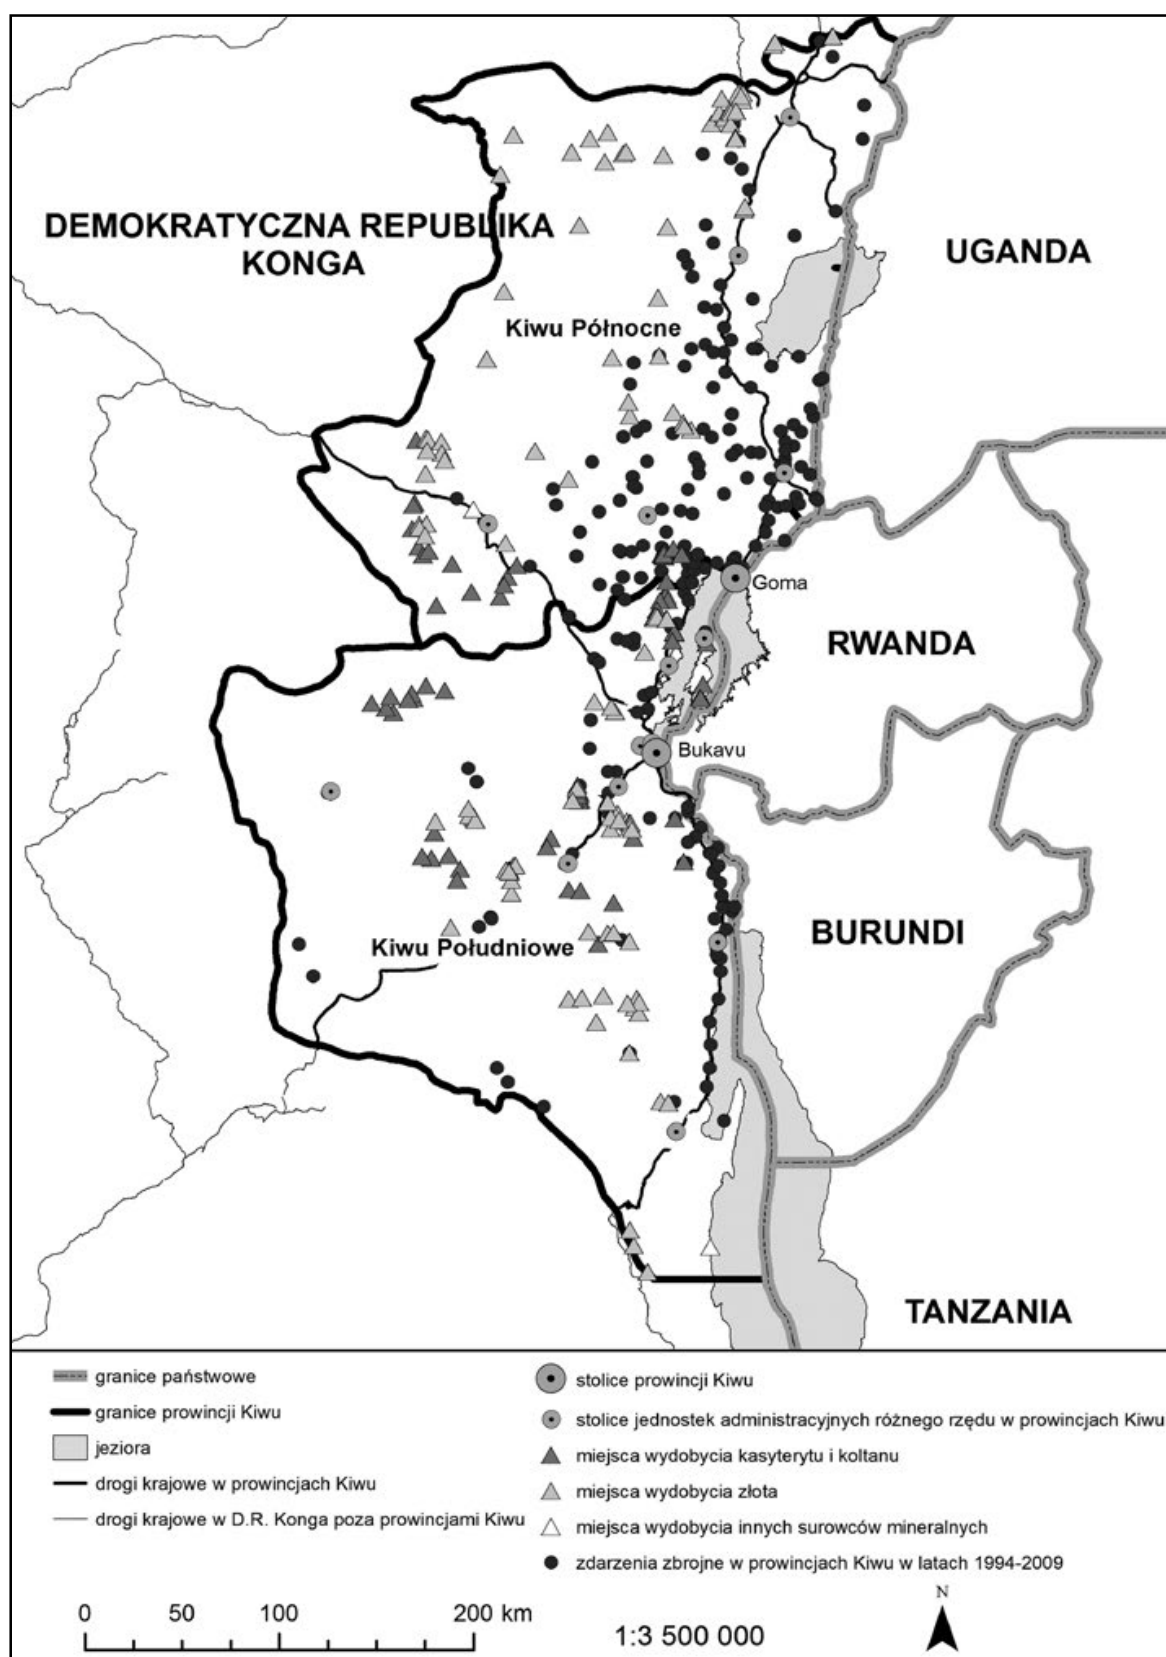 DEMOKRATYCZNA REPUBLIKA
KONGA
UGANDA
Kiwu Północne
Goma
RWANDA
Bukavu
BURUNDI
Kiwu Południowe
TANZANIA
granice państwowe
granice prowincji Kiwu
jeziora
drogi krajowe w prowincjach Kiwu
drogi krajowe w D.R. Konga poza prowincjami Kiwu
stolice prowincji Kiwu
stolice jednostek administracyjnych różnego rzędu w prowincjach Kiwu
miejsca wydobycia kasyterytu i koltanu
miejsca wydobycia złota
miejsca wydobycia innych surowców mineralnych
zdarzenia zbrojne w prowincjach Kiwu w latach 1994-2009
0 50 100 200 km
1:3 500 000
N